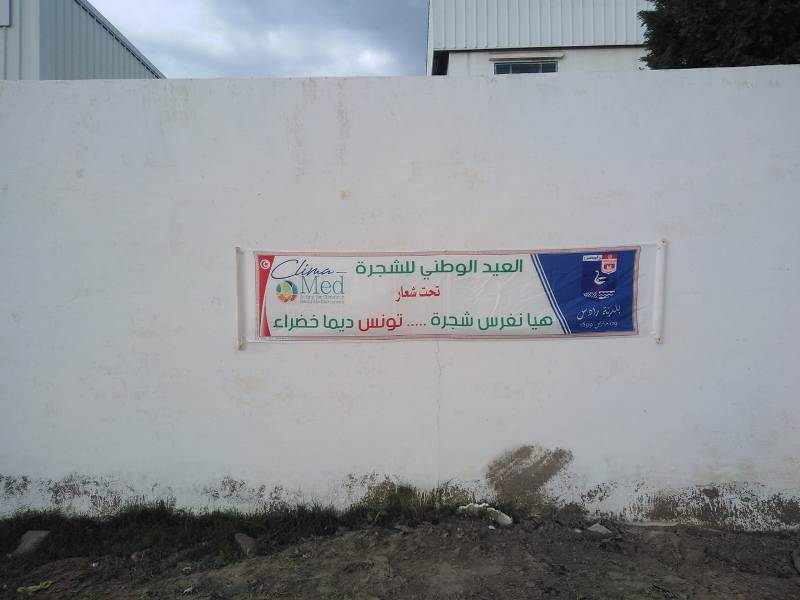 العيد الوطني للشجرة
تحت شعار
هيا نغرس شجرة ..... تونس ديما خضراء
Clima-
Med
بلدية رادس